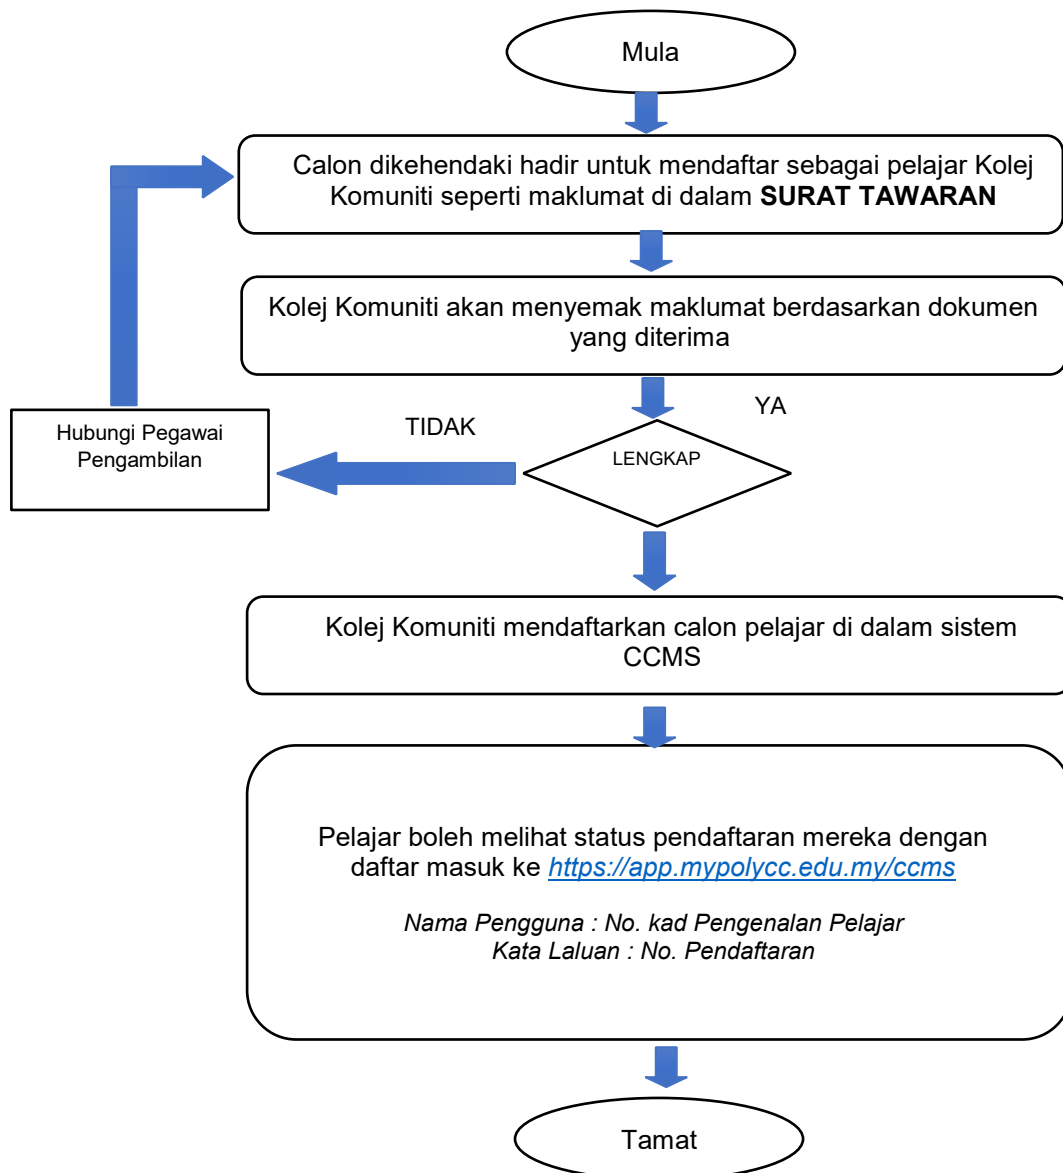 Mula
Calon dikehendaki hadir untuk mendaftar sebagai pelajar Kolej
Komuniti seperti maklumat di dalam SURAT TAWARAN
Kolej Komuniti akan menyemak maklumat berdasarkan dokumen
yang diterima
YA
TIDAK
Hubungi Pegawai
Pengambilan
LENGKAP
Kolej Komuniti mendaftarkan calon pelajar di dalam sistem
CCMS
Pelajar boleh melihat status pendaftaran mereka dengan
daftar masuk ke https://app.mypolycc.edu.my/ccms
Nama Pengguna : No. kad Pengenalan Pelajar
Kata Laluan : No. Pendaftaran
Tamat